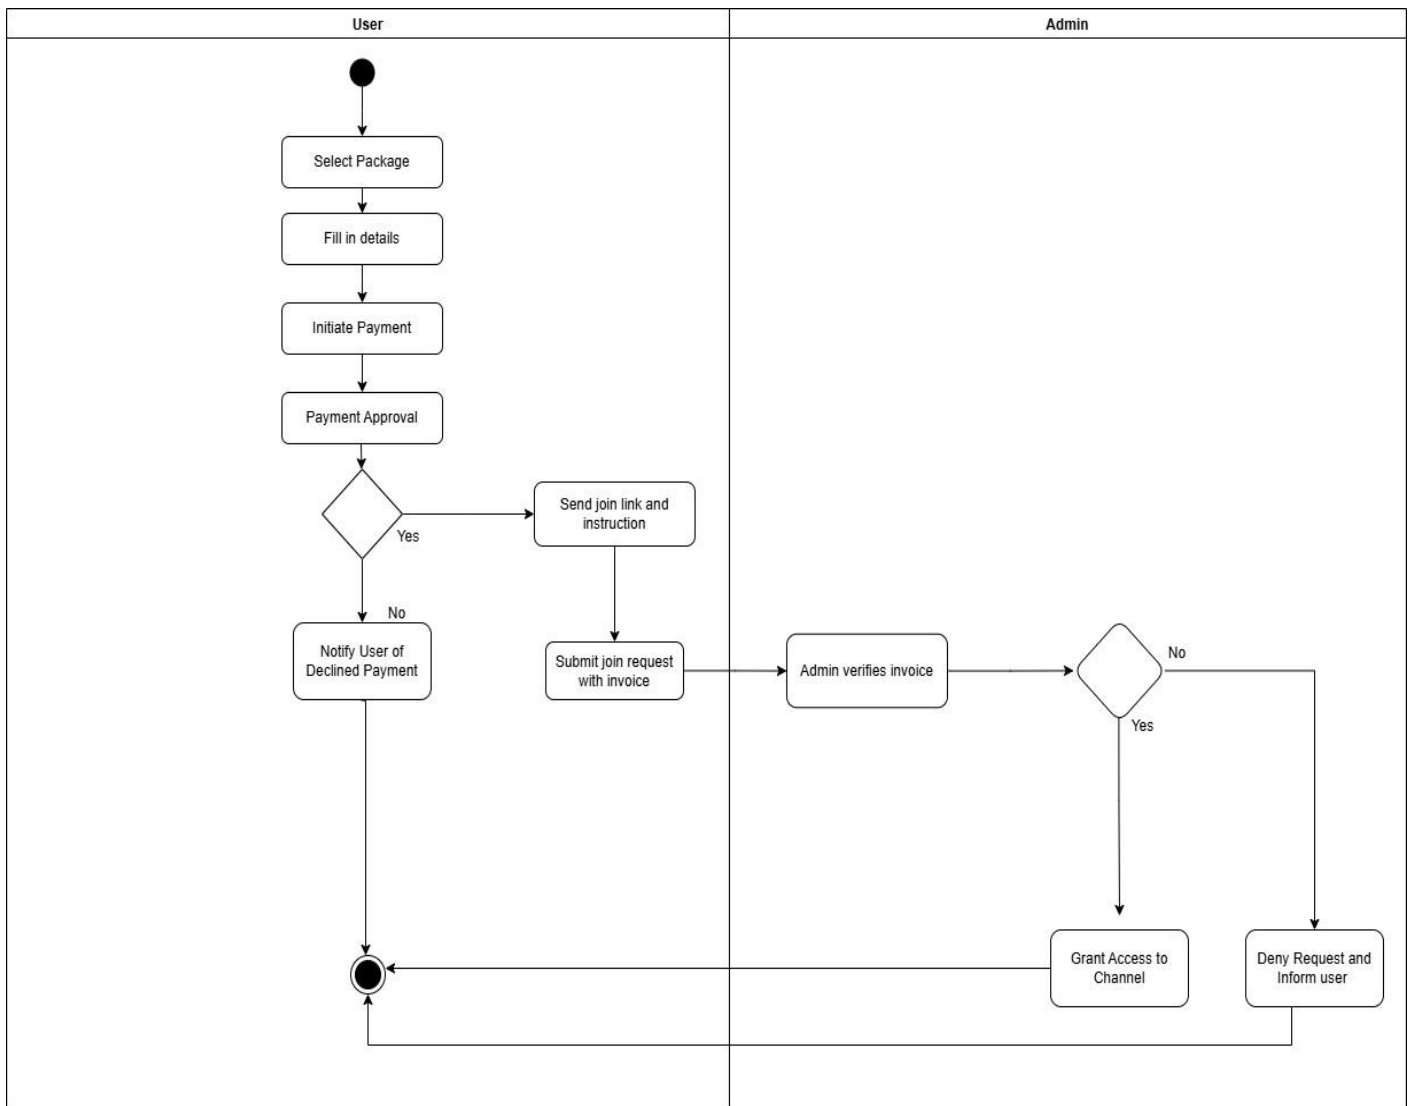 User
Admin
Select Package
Fill in details
Initiate Payment
Payment Approval
Yes
Send join link and
instruction
No
Notify User of
Declined Payment
Submit join request
with invoice
Admin verifies invoice
No
Yes
Grant Access to
Channel
Deny Request and
Inform user